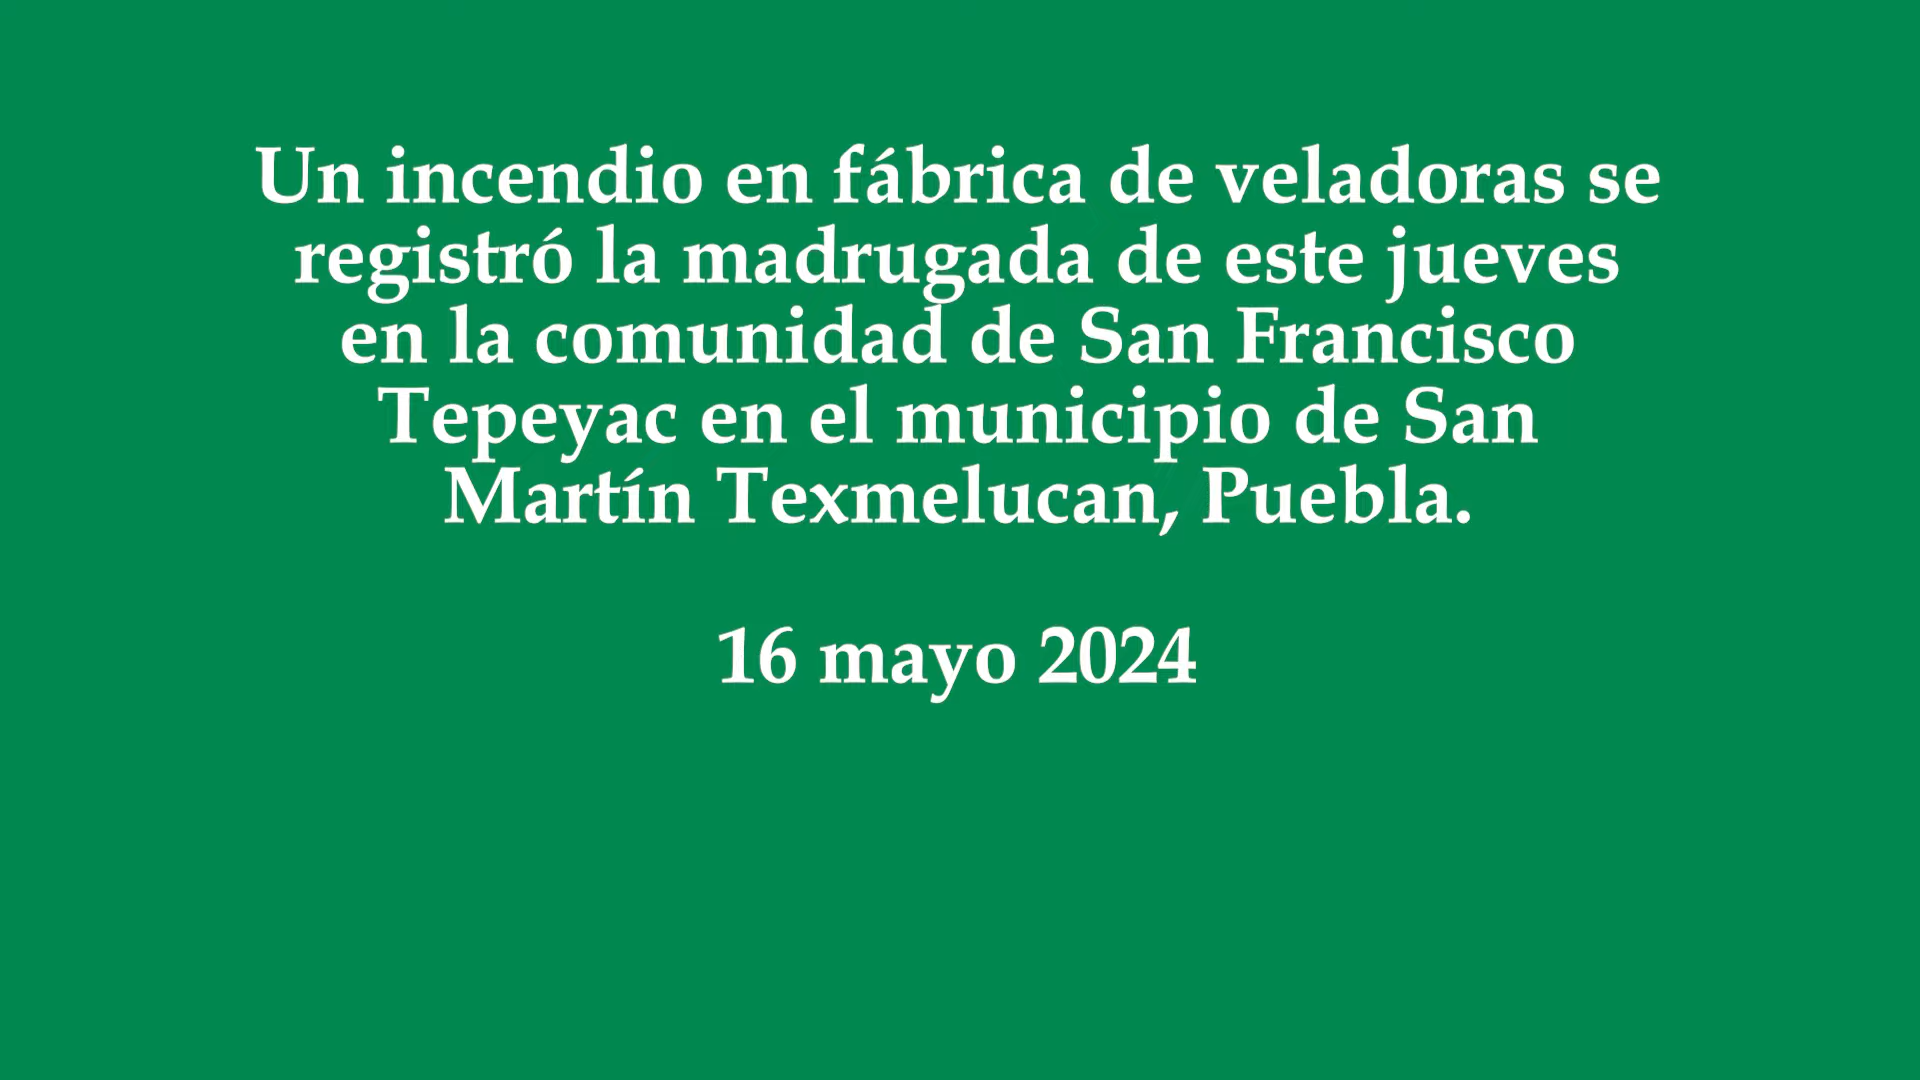 Un incendio en fábrica de veladoras se
registró la madrugada de este jueves
en la comunidad de San Francisco
Tepeyac en el municipio de San
Martín Texmelucan, Puebla.
16 mayo 2024